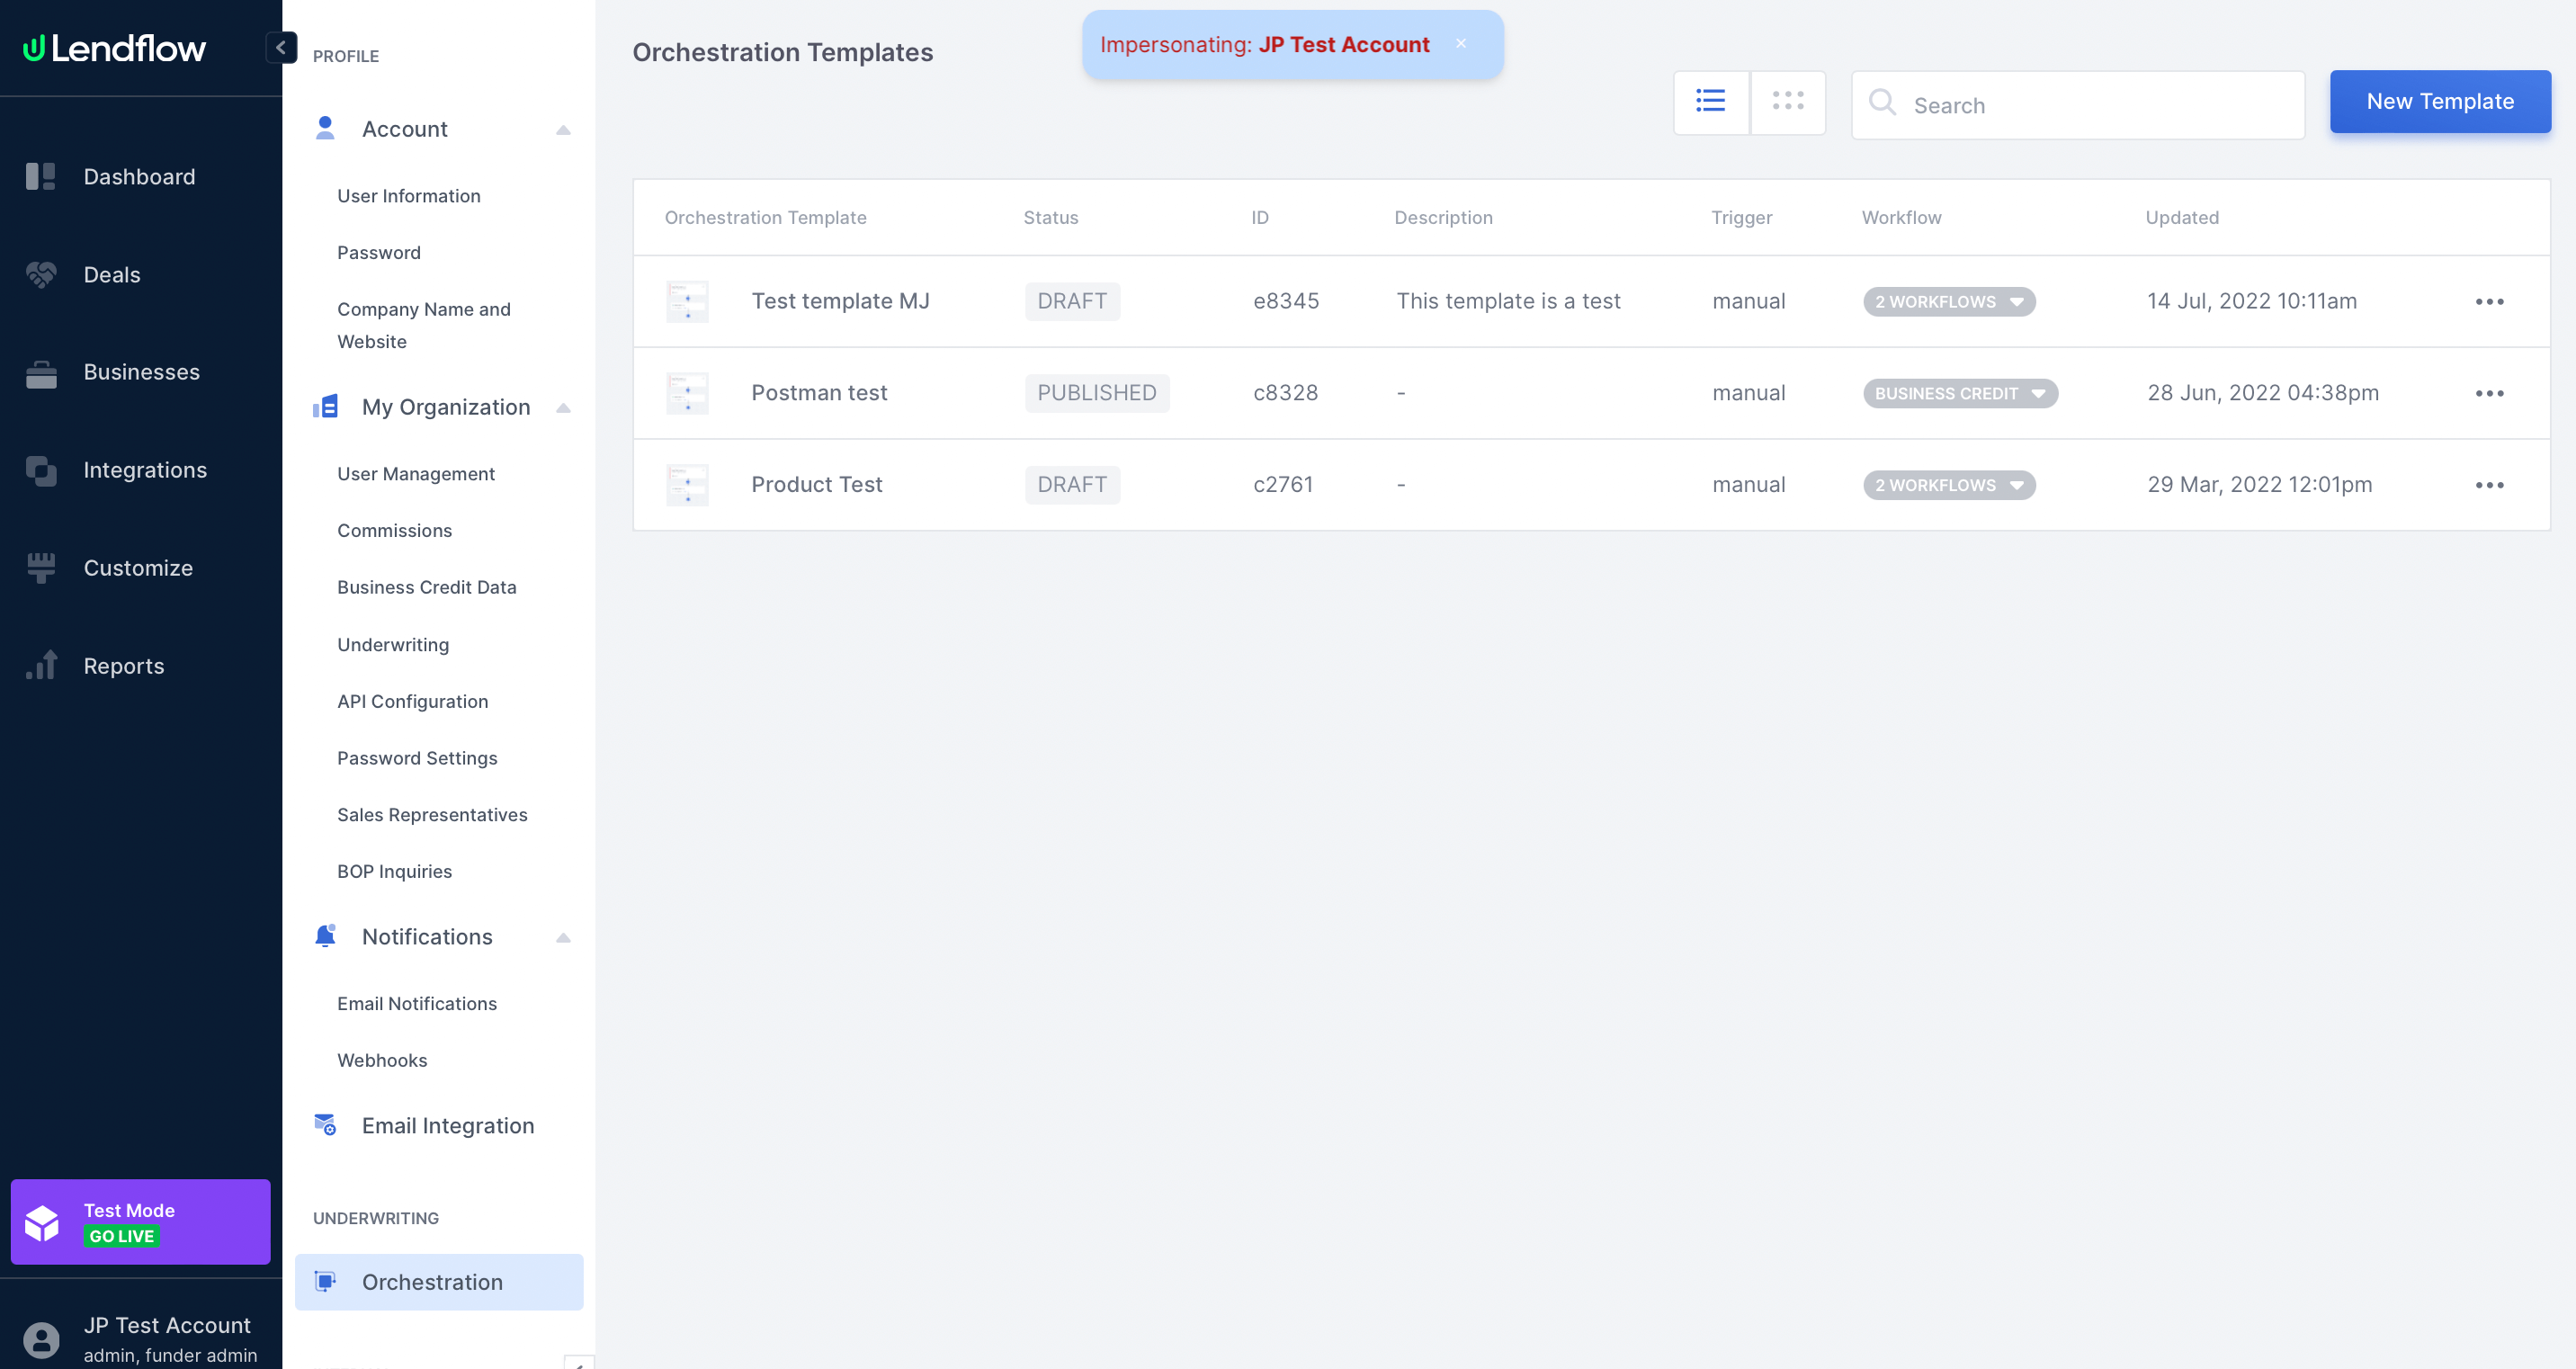 Lendflow
Dashboard
Deals
Businesses
Integrations
Customize
Reports
Test Mode
GO LIVE
JP Test Account
admin, funder admin
PROFILE
Account
User Information
Password
Company Name and
Website
My Organization
User Management
Commissions
Business Credit Data
Underwriting
API Configuration
Password Settings
Sales Representatives
BOP Inquiries
Notifications
Email Notifications
Webhooks
Email Integration
UNDERWRITING
Orchestration
Impersonating: JP Test Account ×
Orchestration Templates
Search
New Template
Orchestration Template Status ID Description Trigger Workflow Updated
Test template MJ DRAFT e8345 This template is a test manual 2 WORKFLOWS 14 Jul, 2022 10:11am
Postman test PUBLISHED c8328 - manual BUSINESS CREDIT 28 Jun, 2022 04:38pm
Product Test DRAFT c2761 - manual 2 WORKFLOWS 29 Mar, 2022 12:01pm